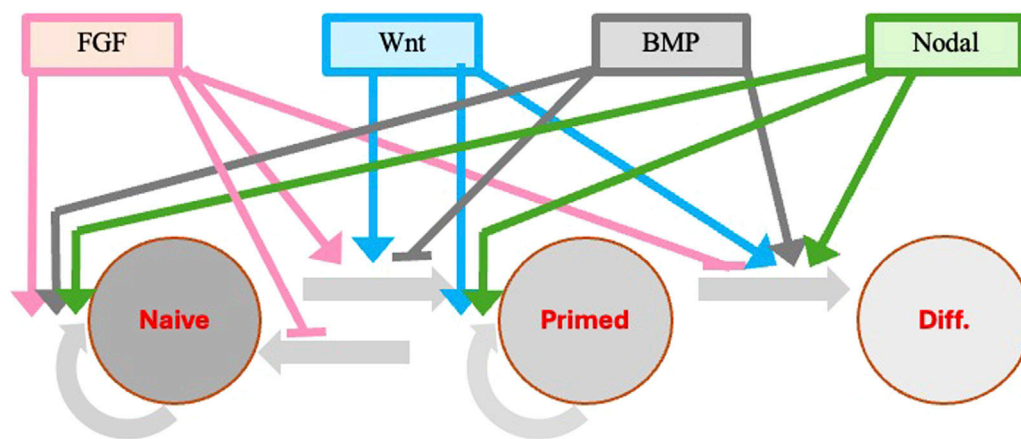 FGF
Wnt
BMP
Nodal
Naive
Primed
Diff.